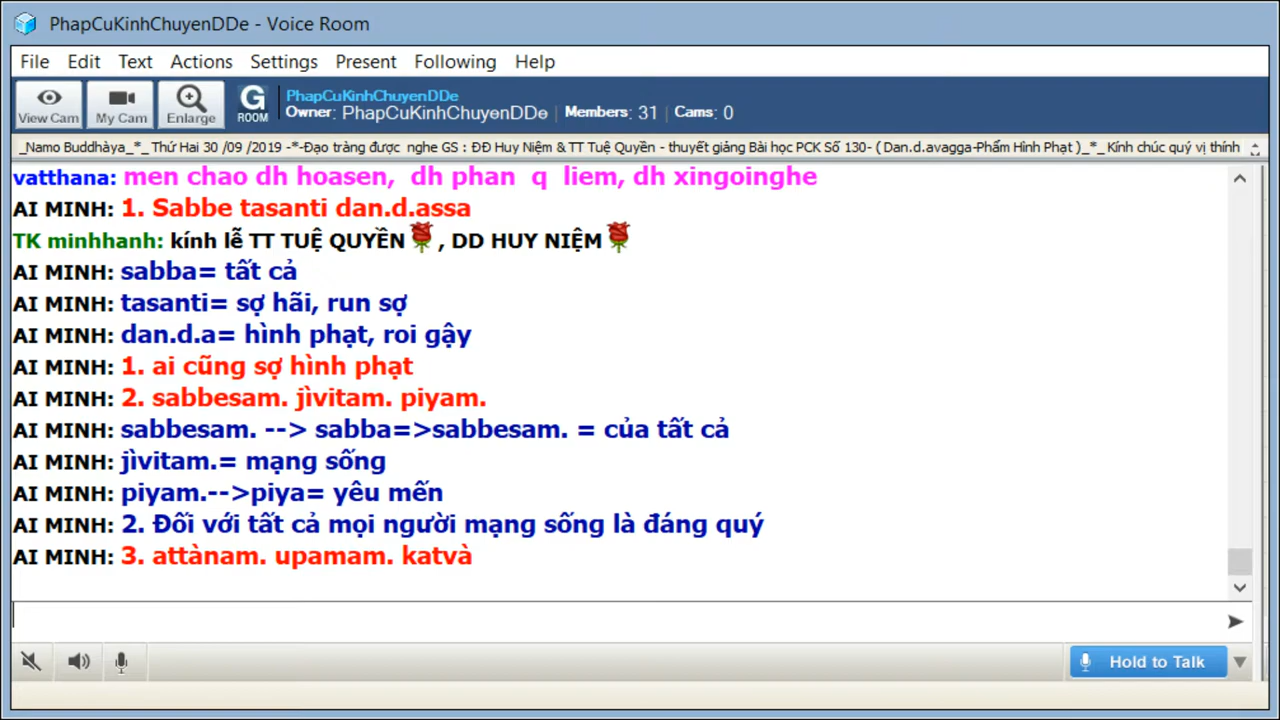 PhapCuKinhChuyenDDe - Voice Room
File Edit Text Actions Settings Present Following Help
View Cam My Cam Enlarge G ROOM PhapCuKinhChuyenDDe
Owner: PhapCuKinhChuyenDDe | Members: 31 | Cams: 0
_Namo Buddhàya_*_ Thứ Hai 30 /09 /2019 -*-Đạo tràng được nghe GS : ĐĐ Huy Niệm & TT Tuệ Quyền - thuyết giảng Bài học PCK Số 130- ( Dan.d.avagga-Phẩm Hình Phạt )_*_ Kính chúc quý vị thính
vatthana: men chao dh hoasen, dh phan q liem, dh xingoinghe
AI MINH: 1. Sabbe tasanti dan.d.assa
TK minhhanh: kính lễ TT TUỆ QUYỀN, DD HUY NIỆM
AI MINH: sabba= tất cả
AI MINH: tasanti= sợ hãi, run sợ
AI MINH: dan.d.a= hình phạt, roi gậy
AI MINH: 1. ai cũng sợ hình phạt
AI MINH: 2. sabbesam. jìvitam. piyam.
AI MINH: sabbesam. --> sabba=>sabbesam. = của tất cả
AI MINH: jìvitam.= mạng sống
AI MINH: piyam.-->piya= yêu mến
AI MINH: 2. Đối với tất cả mọi người mạng sống là đáng quý
AI MINH: 3. attànam. upamam. katvà
Hold to Talk